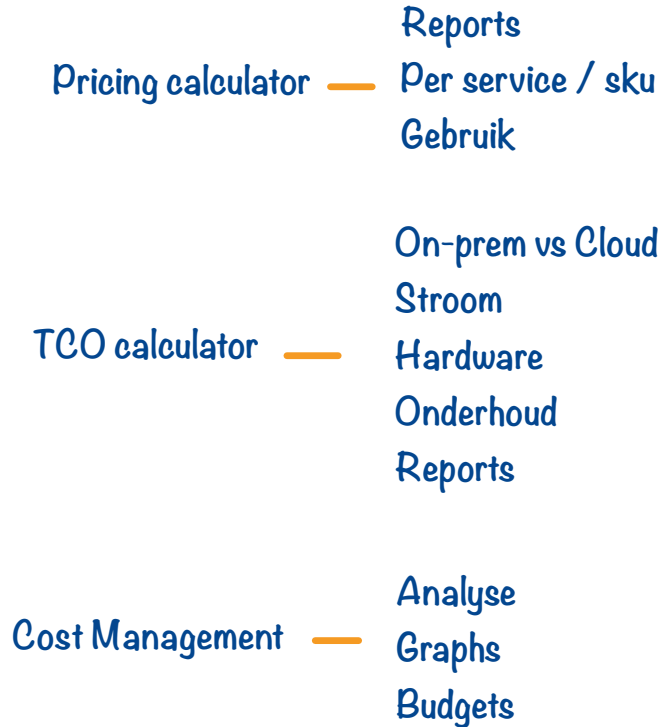 Pricing calculator
Reports
Per service / sku
Gebruik
TCO calculator
On-prem vs Cloud
Stroom
Hardware
Onderhoud
Reports
Cost Management
Analyse
Graphs
Budgets